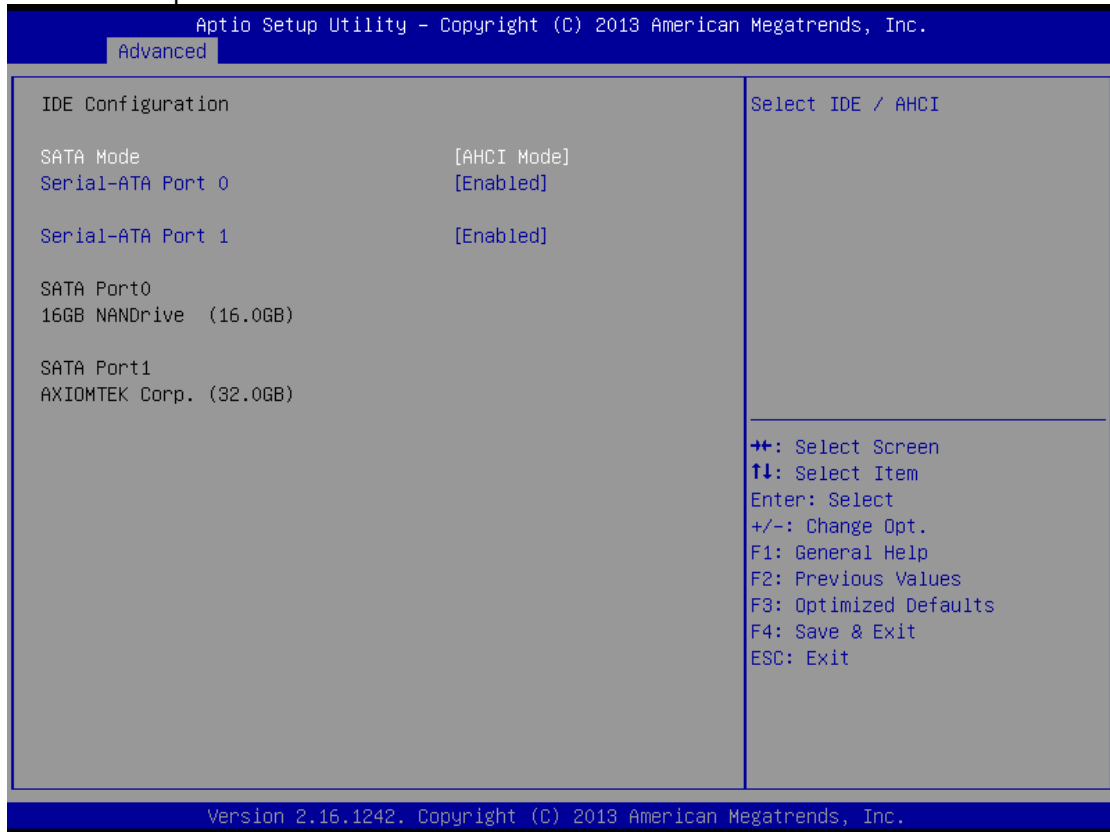 Aptio Setup Utility – Copyright (C) 2013 American Megatrends, Inc.
Advanced
IDE Configuration
SATA Mode [AHCI Mode]
Serial-ATA Port 0 [Enabled]
Serial-ATA Port 1 [Enabled]
SATA Port0
16GB NANDrive (16.0GB)
SATA Port1
AXIOMTEK Corp. (32.0GB)
Select IDE / AHCI
→←: Select Screen
↑↓: Select Item
Enter: Select
+/-: Change Opt.
F1: General Help
F2: Previous Values
F3: Optimized Defaults
F4: Save & Exit
ESC: Exit
Version 2.16.1242. Copyright (C) 2013 American Megatrends, Inc.